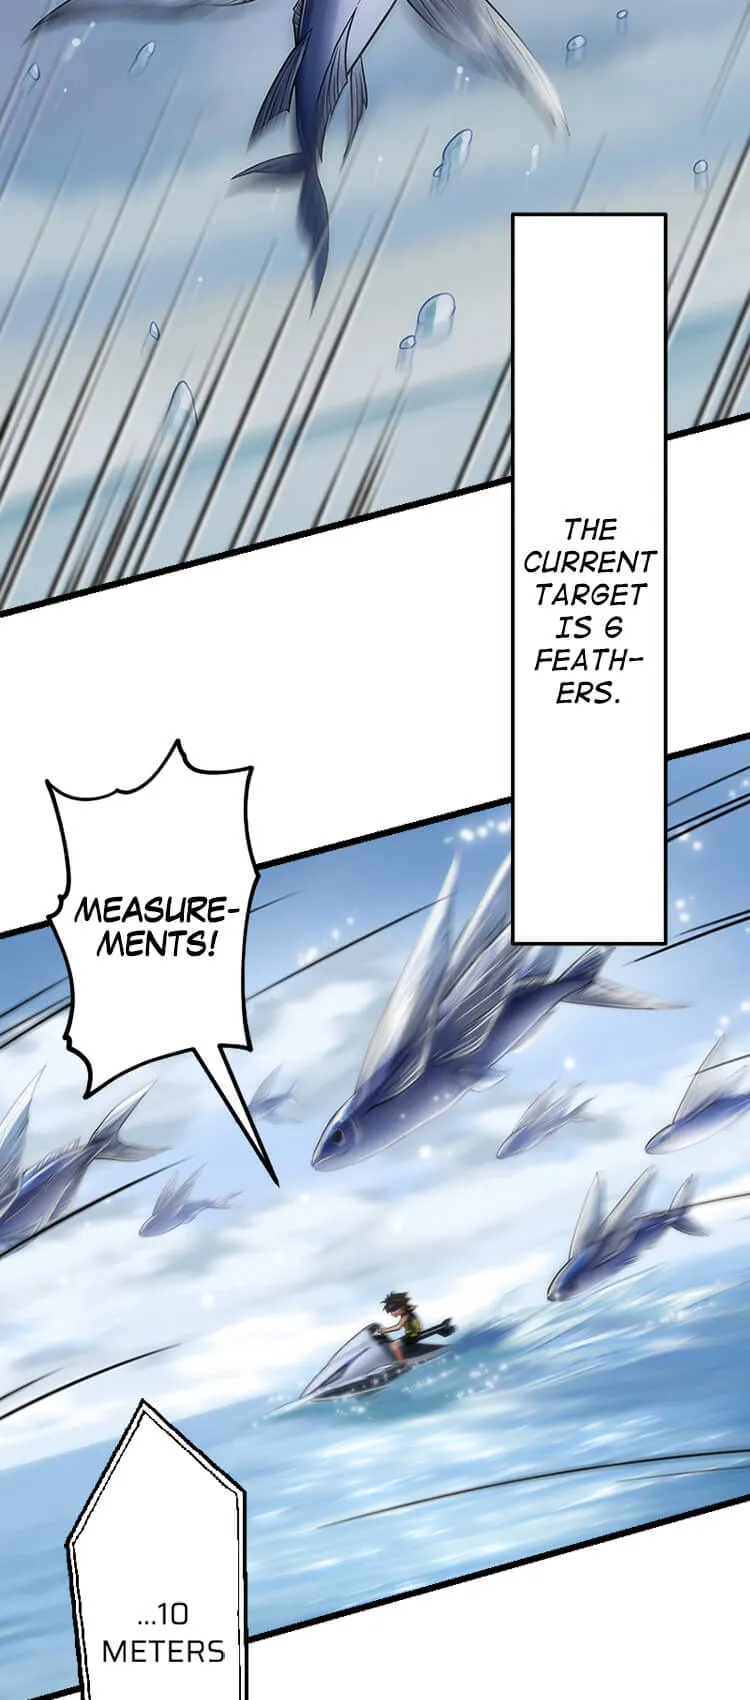 THE
CURRENT
TARGET
IS 6
FEATH-
ERS.
MEASURE-
MENTS!
...10
METERS